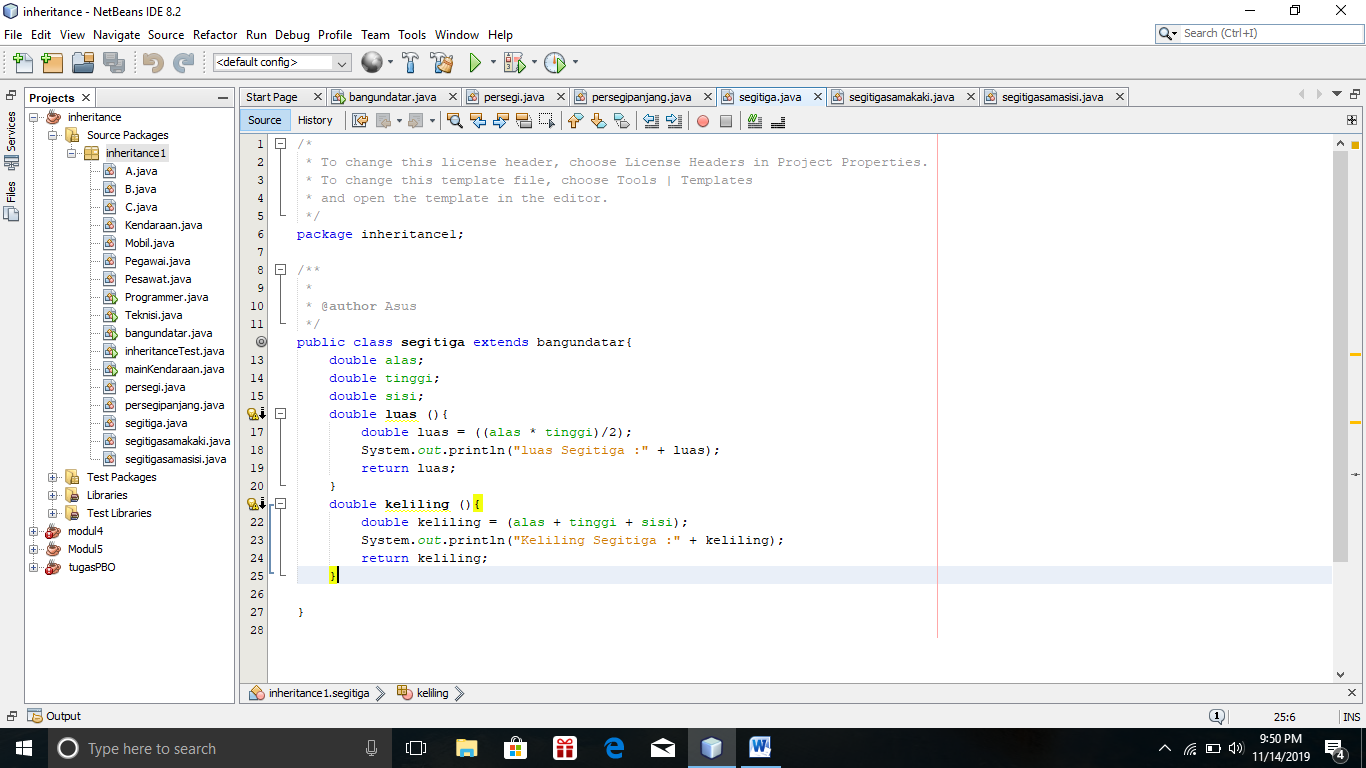 inheritance - NetBeans IDE 8.2
File Edit View Navigate Source Refactor Run Debug Profile Team Tools Window Help
Search (Ctrl+I)
<default config>
Projects
Services
Files
inheritance
Source Packages
inheritance1
A.java
B.java
C.java
Kendaraan.java
Mobil.java
Pegawai.java
Pesawat.java
Programmer.java
Teknisi.java
bangundatar.java
inheritanceTest.java
mainKendaraan.java
persegi.java
persegipanjang.java
segitiga.java
segitigasamakaki.java
segitigasamasisi.java
Test Packages
Libraries
Test Libraries
modul4
Modul5
tugasPBO
Start Page bangundatar.java persegi.java persegipanjang.java segitiga.java segitigasamakaki.java segitigasamasisi.java
Source History
1 /*
2 * To change this license header, choose License Headers in Project Properties.
3 * To change this template file, choose Tools | Templates
4 * and open the template in the editor.
5 */
6 package inheritance1;
7
8 /**
9 *
10 * @author Asus
11 */
public class segitiga extends bangundatar{
13 double alas;
14 double tinggi;
15 double sisi;
double luas (){
17 double luas = ((alas * tinggi)/2);
18 System.out.println("luas Segitiga :" + luas);
19 return luas;
20 }
double keliling (){
22 double keliling = (alas + tinggi + sisi);
23 System.out.println("Keliling Segitiga :" + keliling);
24 return keliling;
25 }
26
27 }
28
inheritance1.segitiga keliling
Output
1 25:6 INS
Type here to search
9:50 PM
11/14/2019
4